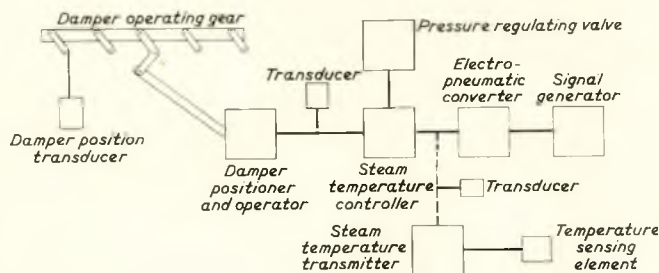 Damper operating gear
Pressure regulating valve
Transducer
Electro-
pneumatic
converter
Signal
generator
Damper position
transducer
Damper
positioner
and operator
Steam
temperature
controller
Transducer
Steam
temperature
transmitter
Temperature
sensing
element